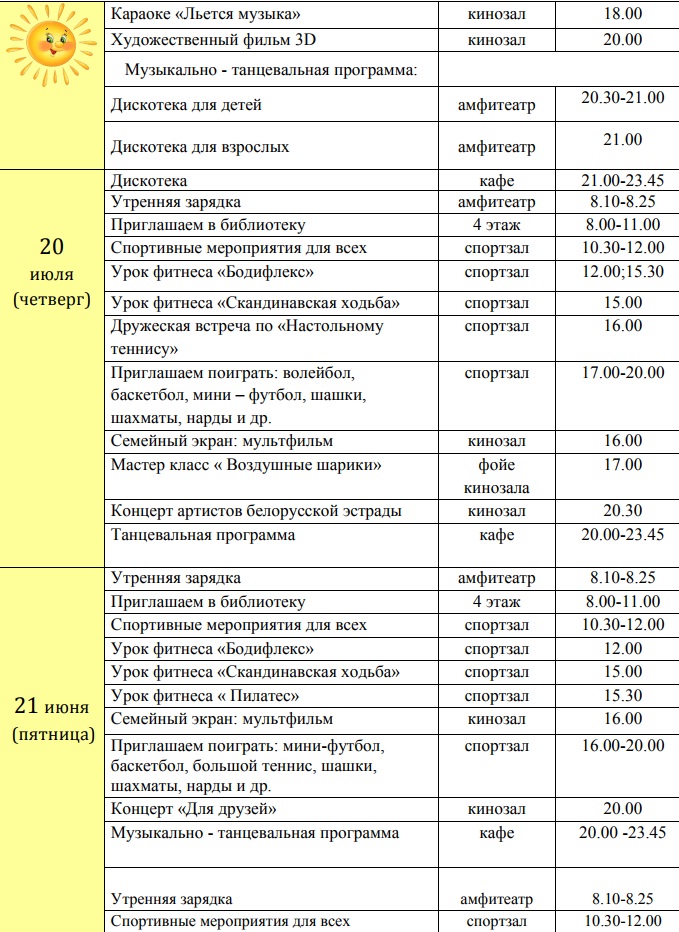 Караоке «Льется музыка» кинозал 18.00
Художественный фильм 3D кинозал 20.00
Музыкально - танцевальная программа:
Дискотека для детей амфитеатр 20.30-21.00
Дискотека для взрослых амфитеатр 21.00
20
июля
(четверг)
Дискотека кафе 21.00-23.45
Утренняя зарядка амфитеатр 8.10-8.25
Приглашаем в библиотеку 4 этаж 8.00-11.00
Спортивные мероприятия для всех спортзал 10.30-12.00
Урок фитнеса «Бодифлекс» спортзал 12.00;15.30
Урок фитнеса «Скандинавская ходьба» спортзал 15.00
Дружеская встреча по «Настольному спортзал 16.00
теннису»
Приглашаем поиграть: волейбол, спортзал 17.00-20.00
баскетбол, мини – футбол, шашки,
шахматы, нарды и др.
Семейный экран: мультфильм кинозал 16.00
Мастер класс « Воздушные шарики» фойе 17.00
кинозала
Концерт артистов белорусской эстрады кинозал 20.30
Танцевальная программа кафе 20.00-23.45
21 июня
(пятница)
Утренняя зарядка амфитеатр 8.10-8.25
Приглашаем в библиотеку 4 этаж 8.00-11.00
Спортивные мероприятия для всех спортзал 10.30-12.00
Урок фитнеса «Бодифлекс» спортзал 12.00
Урок фитнеса «Скандинавская ходьба» спортзал 15.00
Урок фитнеса « Пилатес» спортзал 15.30
Семейный экран: мультфильм кинозал 16.00
Приглашаем поиграть: мини-футбол, спортзал 16.00-20.00
баскетбол, большой теннис, шашки,
шахматы, нарды и др.
Концерт «Для друзей» кинозал 20.00
Музыкально - танцевальная программа кафе 20.00 -23.45
Утренняя зарядка амфитеатр 8.10-8.25
Спортивные мероприятия для всех спортзал 10.30-12.00